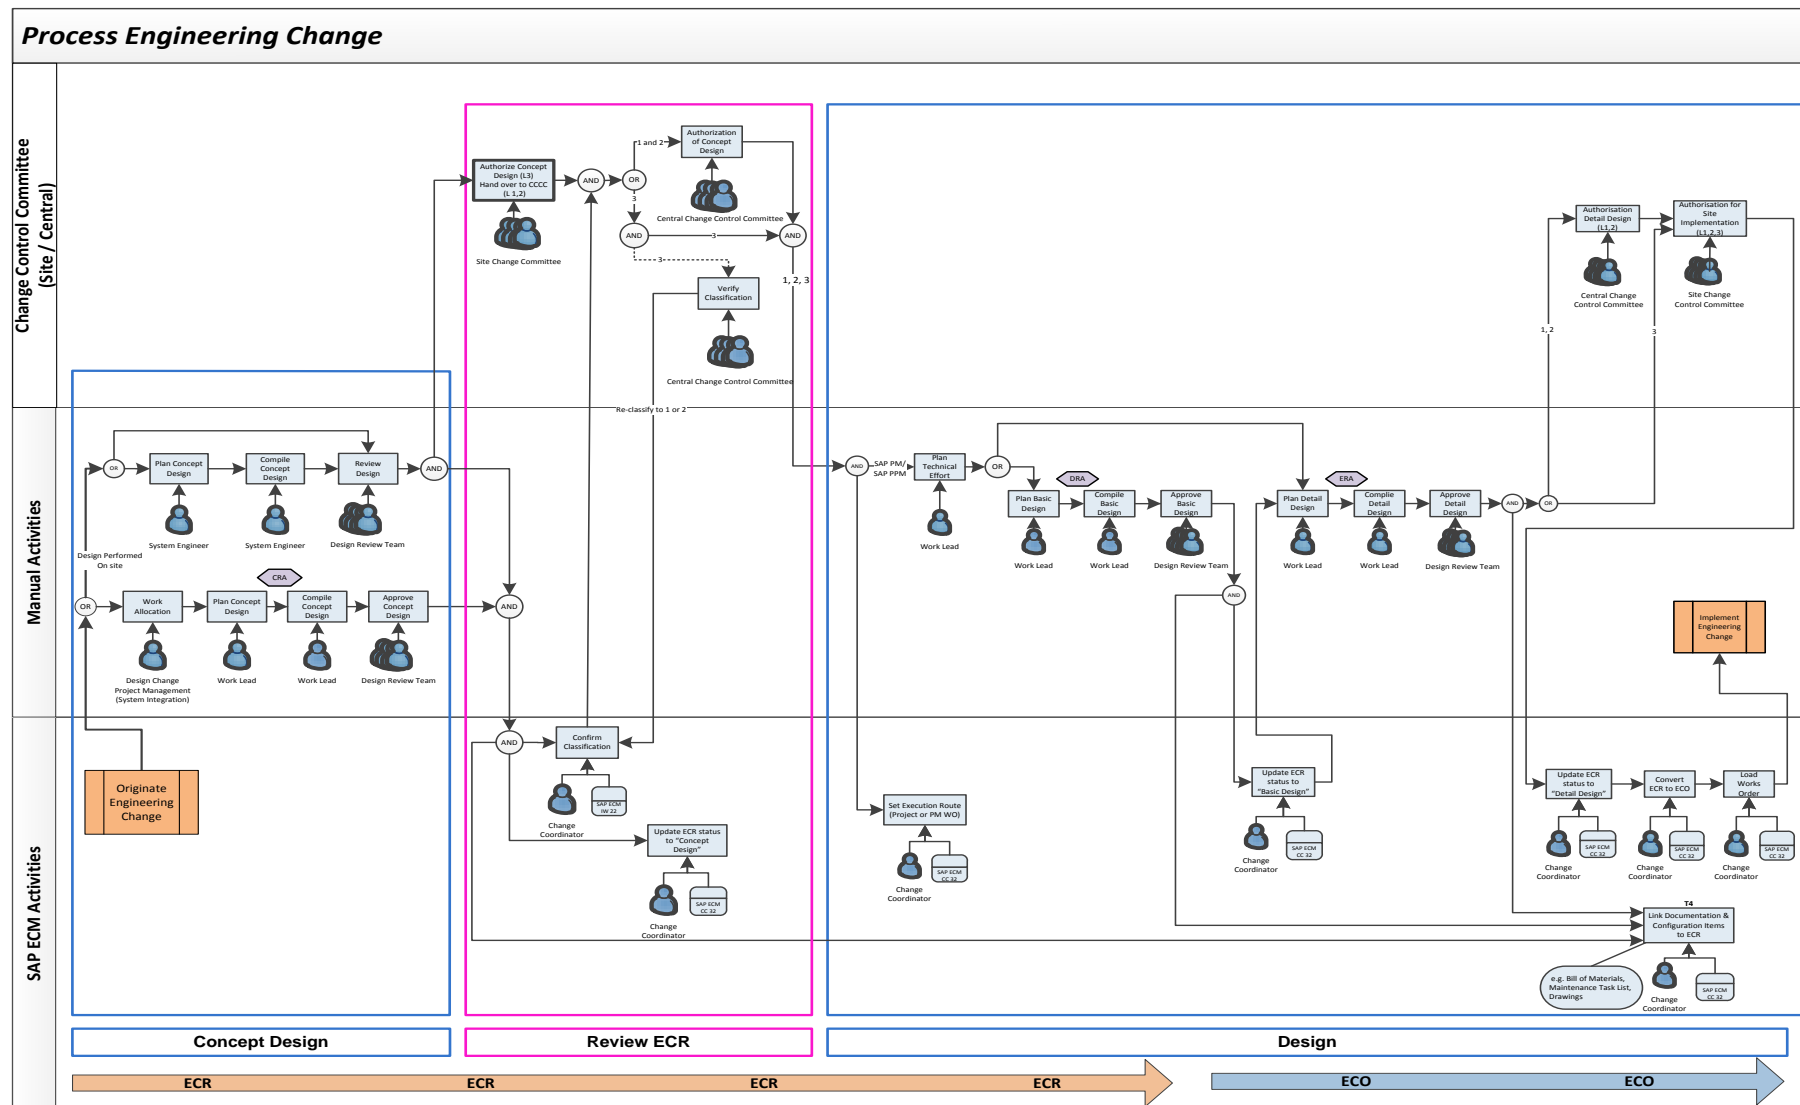 Process Engineering Change
Change Control Committee
(Site / Central)
Manual Activities
SAP ECM Activities
Authorize Concept
Design (L3)
Hand over to CCCC
(L 1,2)
Site Change Committee
AND
OR
1 and 2
3
Authorization
of Concept
Design
Central Change Control Committee
AND
3
AND
3
1, 2, 3
Verify
Classification
Central Change Control Committee
Re-classify to 1 or 2
Authorisation
Detail Design
(L1,2)
Central Change
Control Committee
Authorisation for
Site
Implementation
(L1,2,3)
Site Change
Control Committee
1, 2
3
OR
Plan Concept
Design
System Engineer
Compile
Concept
Design
System Engineer
Review
Design
Design Review Team
AND
Design Performed
On site
CRA
OR
Work
Allocation
Design Change
Project Management
(System Integration)
Plan Concept
Design
Work Lead
Compile
Concept
Design
Work Lead
Approve
Concept
Design
Design Review Team
AND
AND
SAP PM/
SAP PPM
Plan
Technical
Effort
Work Lead
OR
DRA
Plan Basic
Design
Work Lead
Compile
Basic
Design
Work Lead
Approve
Basic
Design
Design Review Team
AND
ERA
Plan Detail
Design
Work Lead
Complie
Detail
Design
Work Lead
Approve
Detail
Design
Design Review Team
AND
OR
Implement
Engineering
Change
Originate
Engineering
Change
AND
Confirm
Classification
Change
Coordinator
SAP ECM
IW 22
Update ECR status
to “Concept
Design”
Change
Coordinator
SAP ECM
CC 32
Set Execution Route
(Project or PM WO)
Change
Coordinator
SAP ECM
CC 32
Update ECR
status to
“Basic Design”
Change
Coordinator
SAP ECM
CC 32
Update ECR
status to
“Detail Design”
Change
Coordinator
SAP ECM
CC 32
Convert
ECR to ECO
Change
Coordinator
SAP ECM
CC 32
Load
Works
Order
Change
Coordinator
SAP ECM
CC 32
T4
Link Documentation &
Configuration Items
to ECR
e.g. Bill of Materials,
Maintenance Task List,
Drawings
Change
Coordinator
SAP ECM
CC 32
Concept Design
Review ECR
Design
ECR ECR ECR ECR
ECO ECO